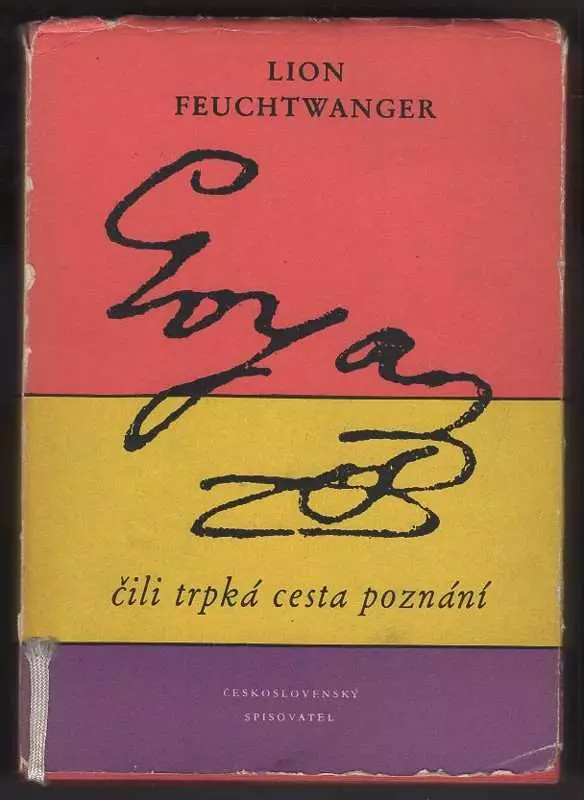 LION
FEUCHTWANGER
Goya
čili trpká cesta poznání
ČESKOSLOVENSKÝ
SPISOVATEL